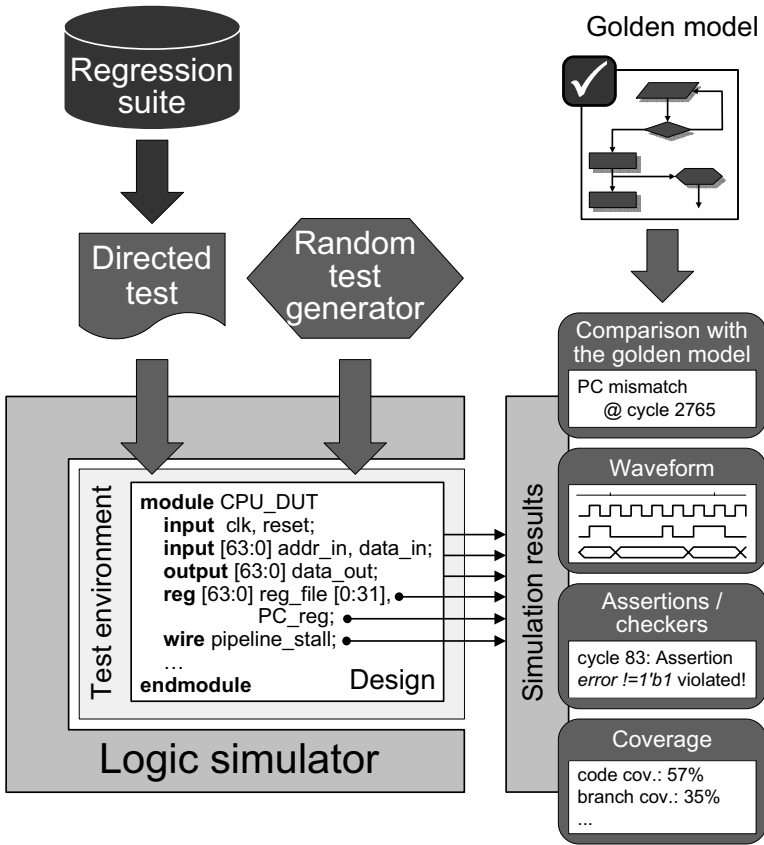 Regression
suite
Golden model
Directed
test
Random
test
generator
Comparison with
the golden model
PC mismatch
@ cycle 2765
Waveform
Assertions /
checkers
cycle 83: Assertion
error !=1'b1 violated!
Coverage
code cov.: 57%
branch cov.: 35%
...
Simulation results
Test environment
module CPU_DUT
input clk, reset;
input [63:0] addr_in, data_in;
output [63:0] data_out;
reg [63:0] reg_file [0:31],
PC_reg;
wire pipeline_stall;
...
endmodule
Design
Logic simulator